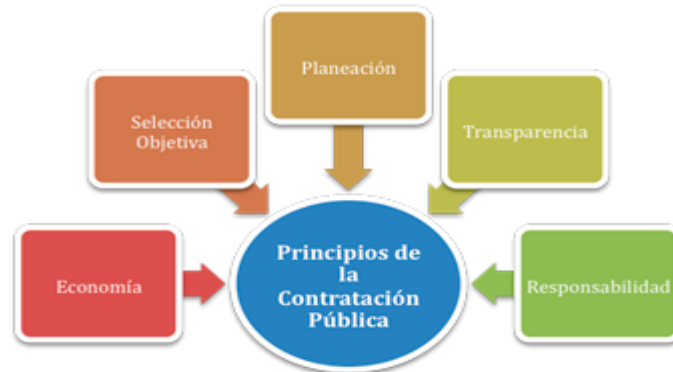 Planeación
Selección
Objetiva
Transparencia
Economía
Principios de
la
Contratación
Pública
Responsabilidad